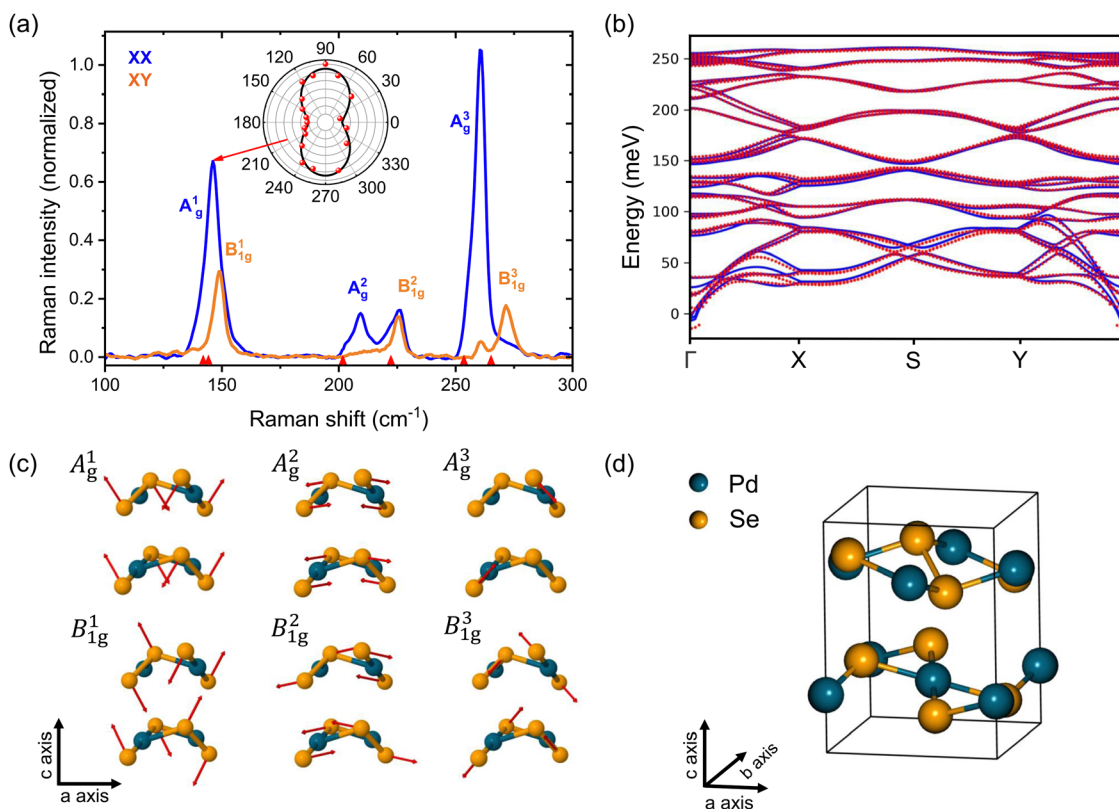 (a)
XX
XY
Raman intensity (normalized)
1.0
0.8
0.6
0.4
0.2
0.0
100
150
200
250
300
Raman shift (cm⁻¹)
90
120
60
150
30
180
0
210
330
240
300
270
A¹g
B¹1g
A²g
B²1g
A³g
B³1g
(b)
Energy (meV)
250
200
150
100
50
0
Γ
X
S
Y
(c)
A¹g
A²g
A³g
B¹1g
B²1g
B³1g
c axis
a axis
(d)
Pd
Se
c axis
b axis
a axis